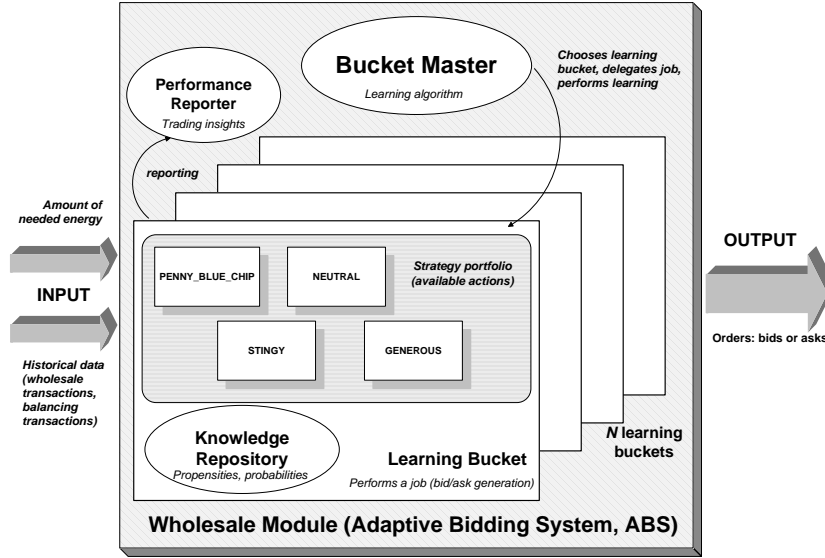 Bucket Master
Learning algorithm
Chooses learning
bucket, delegates job,
performs learning
Performance
Reporter
Trading insights
reporting
Amount of
needed energy
INPUT
Historical data
(wholesale
transactions,
balancing
transactions)
Strategy portfolio
(available actions)
PENNY_BLUE_CHIP
NEUTRAL
STINGY
GENEROUS
OUTPUT
Orders: bids or asks
Knowledge
Repository
Propensities, probabilities
Learning Bucket
Performs a job (bid/ask generation)
N learning
buckets
Wholesale Module (Adaptive Bidding System, ABS)